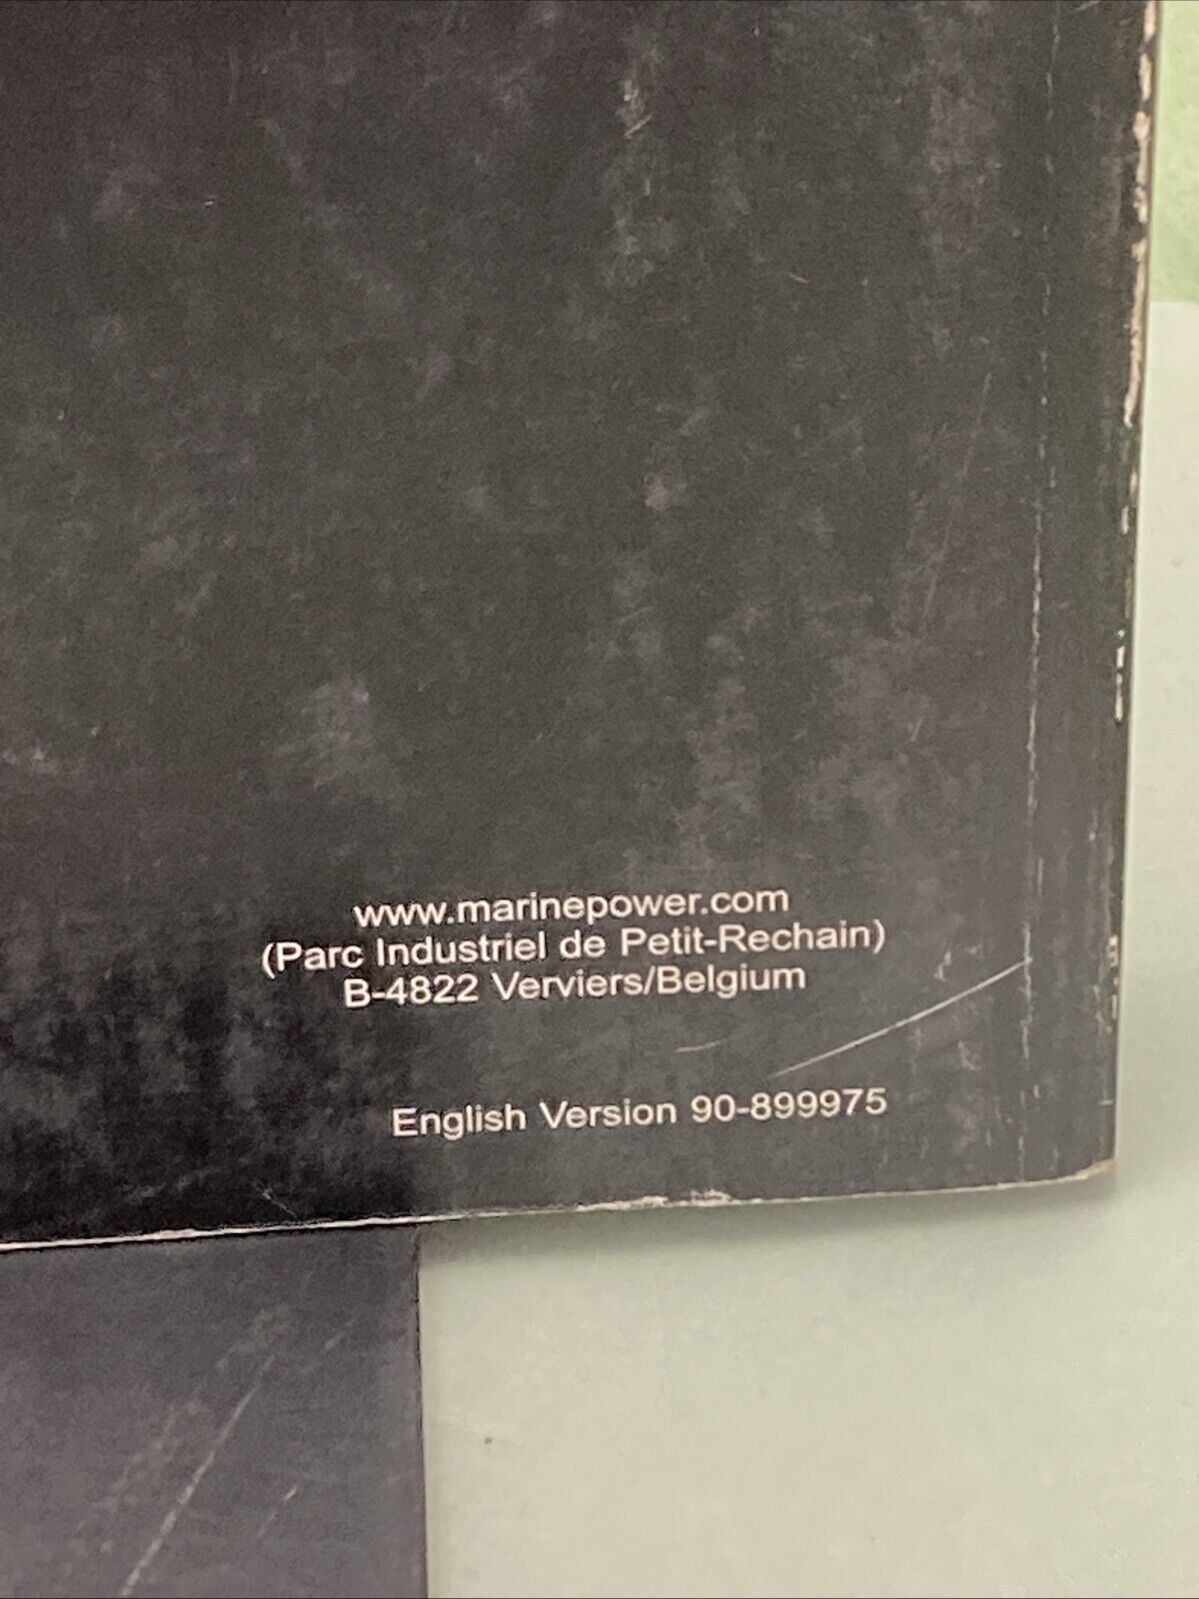 www.marinepower.com
(Parc Industriel de Petit-Rechain)
B-4822 Verviers/Belgium
English Version 90-899975